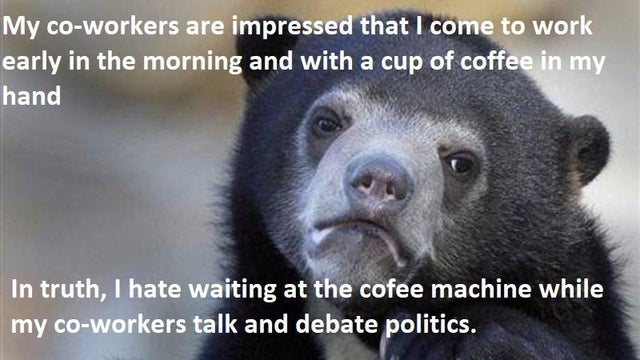 My co-workers are impressed that I come to work
early in the morning and with a cup of coffee in my
hand
In truth, I hate waiting at the cofee machine while
my co-workers talk and debate politics.